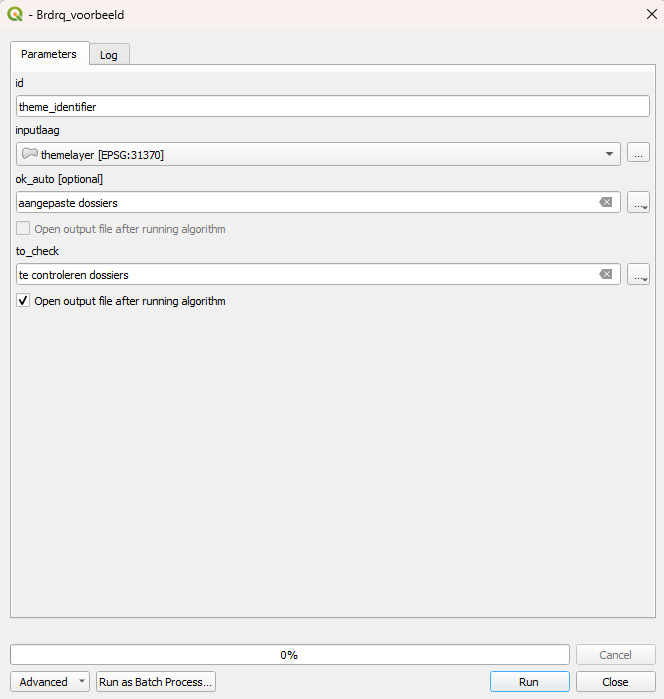 - Brdrq_voorbeeld
Parameters Log
id
theme_identifier
inputlaag
themelayer [EPSG:31370]
...
ok_auto [optional]
aangepaste dossiers
...
Open output file after running algorithm
to_check
te controleren dossiers
...
Open output file after running algorithm
0%
Cancel
Advanced
Run as Batch Process...
Run
Close